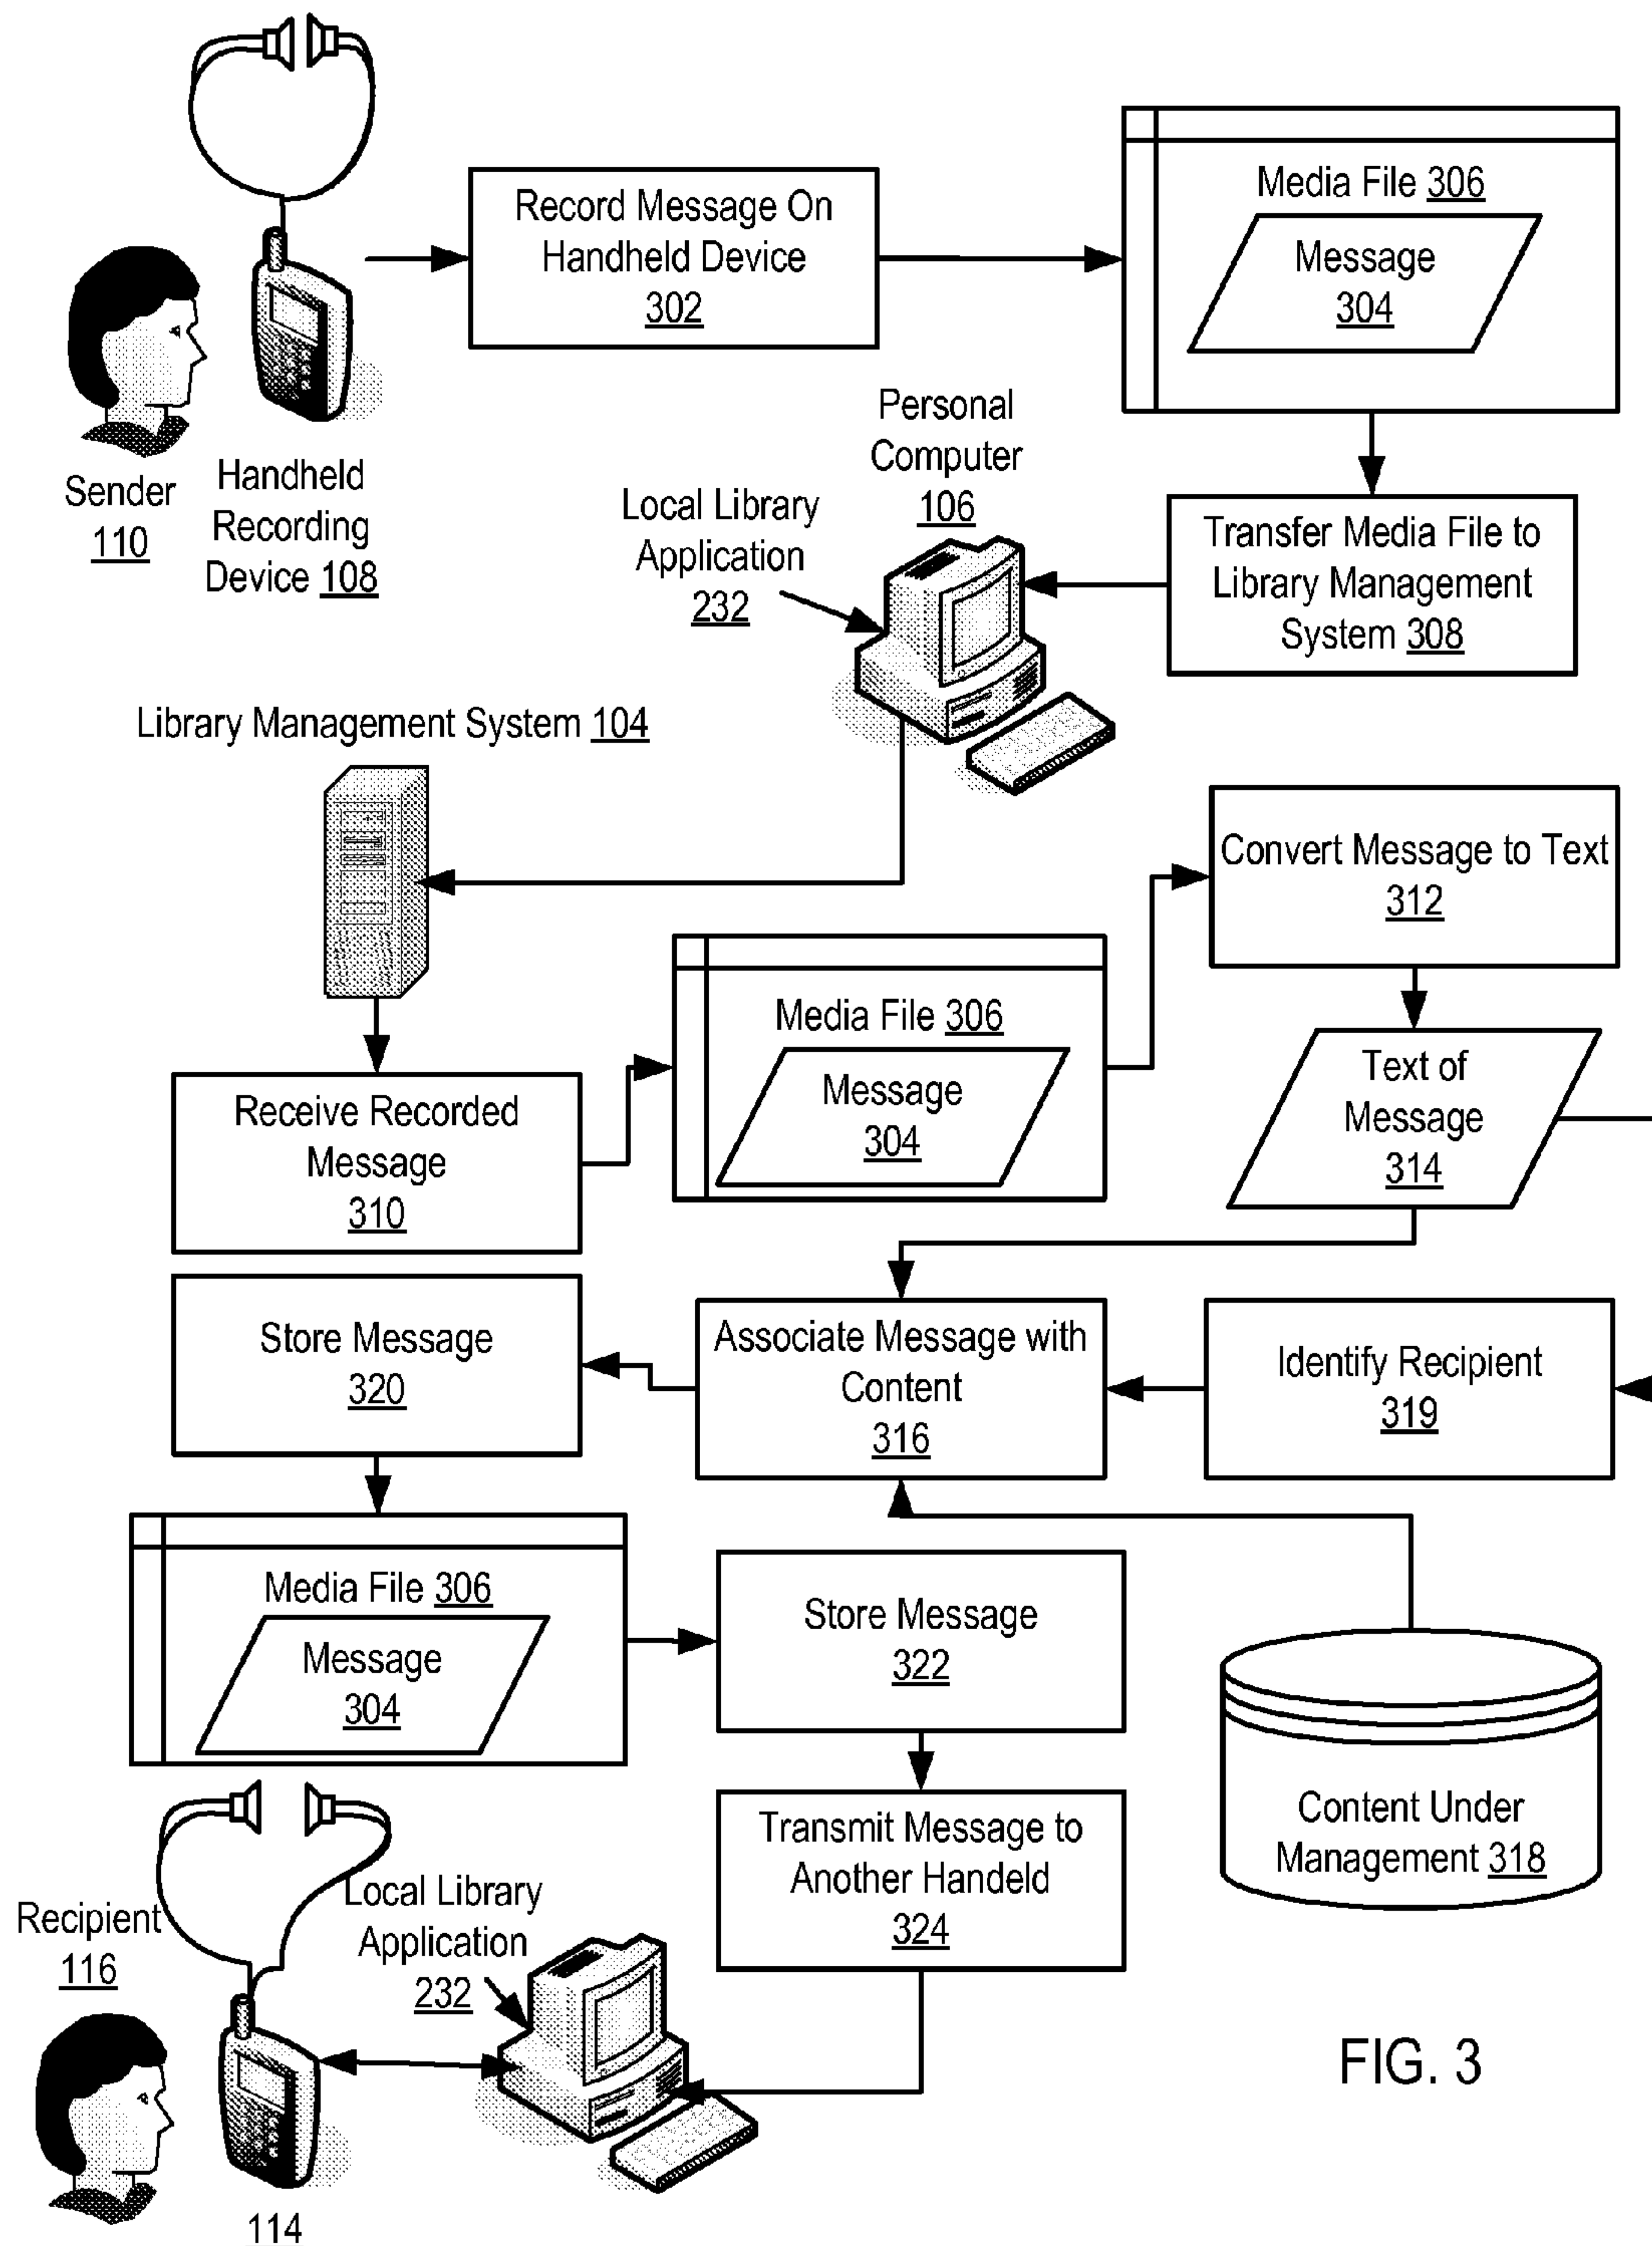 Record Message On
Handheld Device
302
Media File 306
Message
304
Sender
110
Handheld
Recording
Device 108
Personal
Computer
106
Local Library
Application
232
Transfer Media File to
Library Management
System 308
Library Management System 104
Convert Message to Text
312
Media File 306
Message
304
Text of
Message
314
Receive Recorded
Message
310
Store Message
320
Associate Message with
Content
316
Identify Recipient
319
Media File 306
Message
304
Store Message
322
Content Under
Management 318
Transmit Message to
Another Handeld
324
Recipient
116
Local Library
Application
232
114
FIG. 3